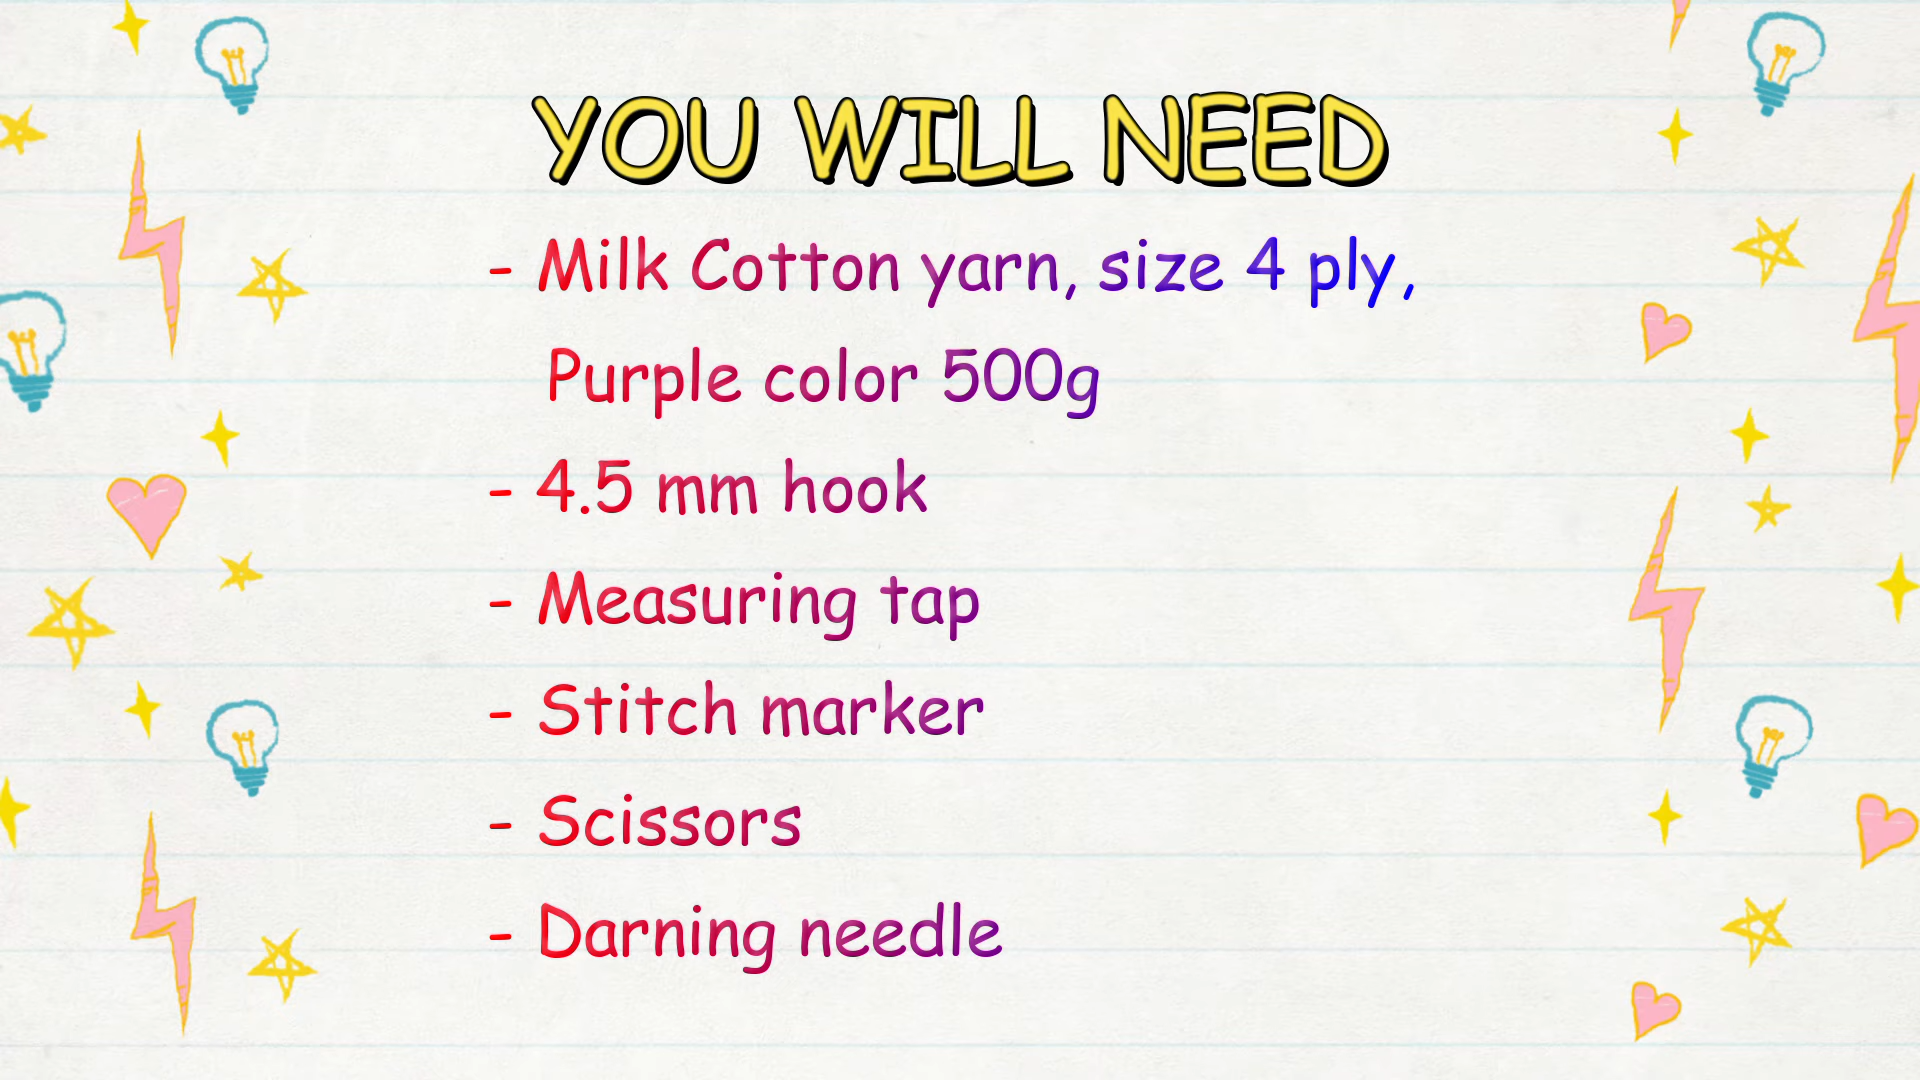 YOU WILL NEED
- Milk Cotton yarn, size 4 ply,
Purple color 500g
- 4.5 mm hook
- Measuring tap
- Stitch marker
- Scissors
- Darning needle